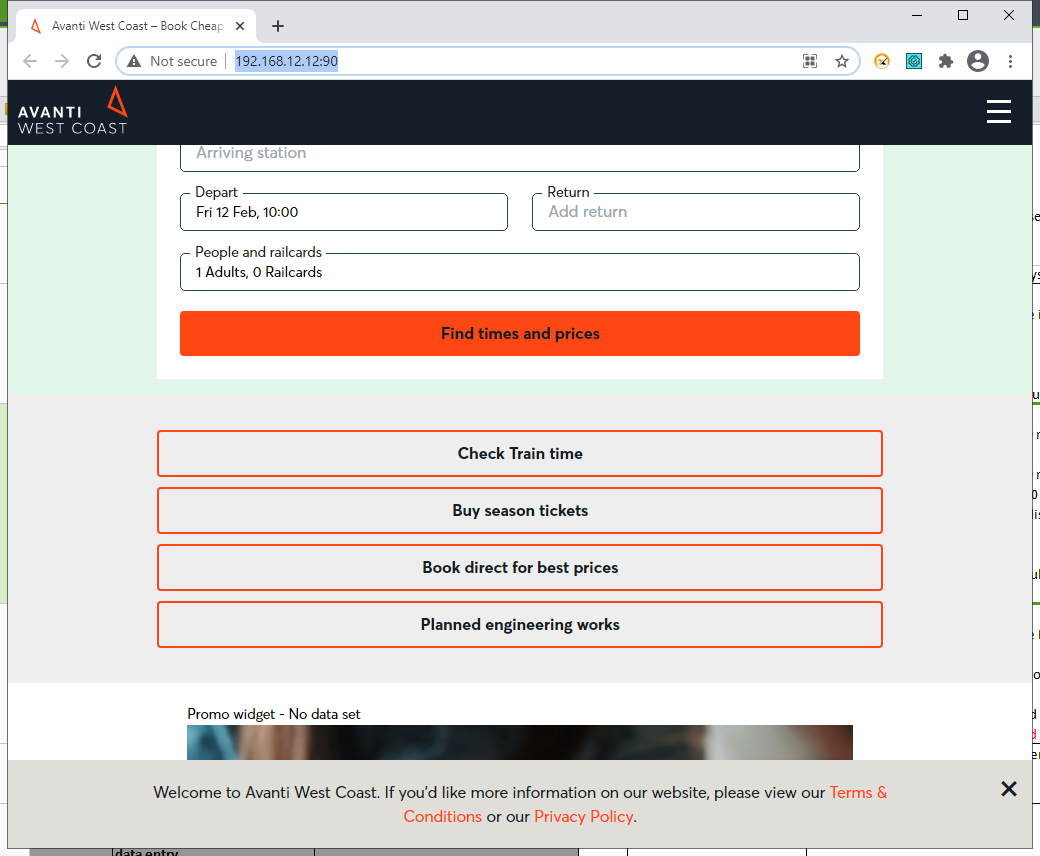 Avanti West Coast – Book Cheap
Not secure
192.168.12.12:90
AVANTI
WEST COAST
Arriving station
Depart
Fri 12 Feb, 10:00
Return
Add return
People and railcards
1 Adults, 0 Railcards
Find times and prices
Check Train time
Buy season tickets
Book direct for best prices
Planned engineering works
Promo widget - No data set
Welcome to Avanti West Coast. If you'd like more information on our website, please view our Terms &
Conditions or our Privacy Policy.
data entry